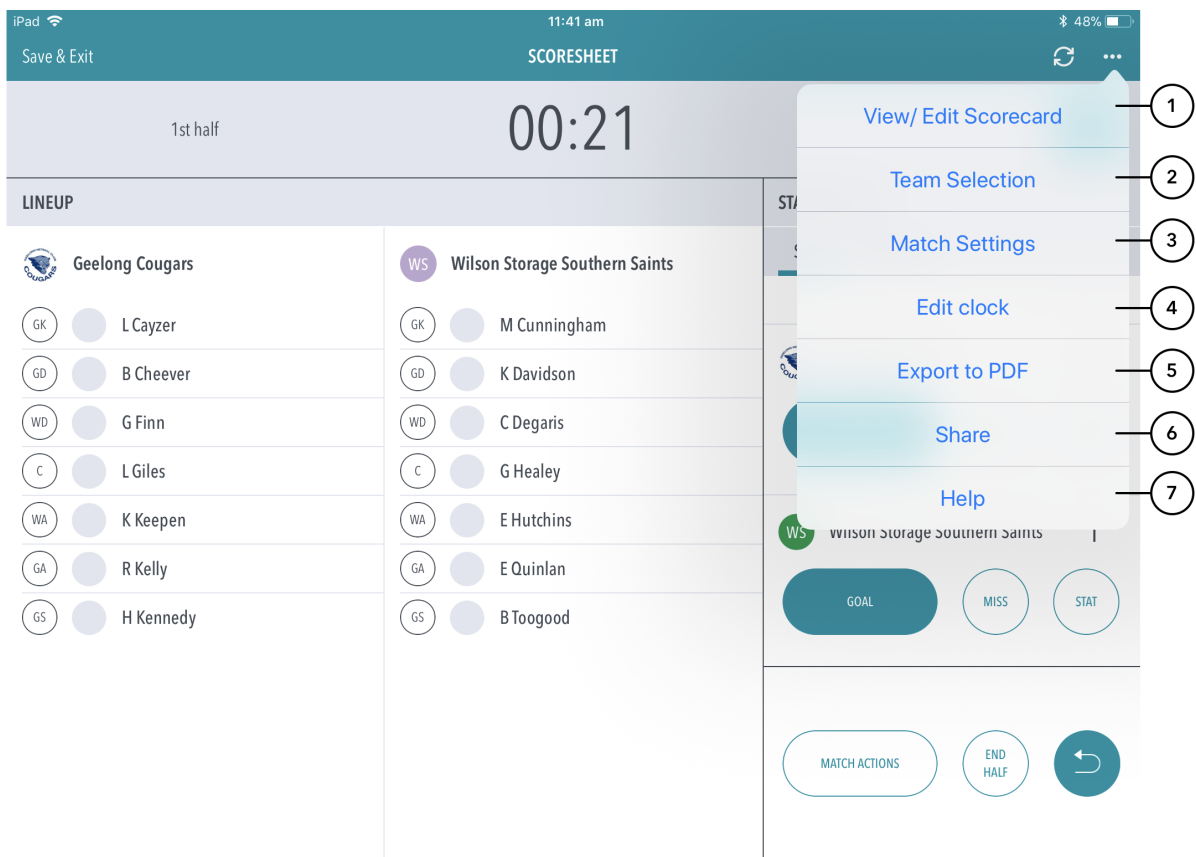 iPad 11:41 am 48%
Save & Exit SCORESHEET
1st half 00:21
View/ Edit Scorecard 1
Team Selection 2
Match Settings 3
Edit clock 4
Export to PDF 5
Share 6
Help 7
LINEUP
COUGARS Geelong Cougars
GK L Cayzer
GD B Cheever
WD G Finn
C L Giles
WA K Keepen
GA R Kelly
GS H Kennedy
WS Wilson Storage Southern Saints
GK M Cunningham
GD K Davidson
WD C Degaris
C G Healey
WA E Hutchins
GA E Quinlan
GS B Toogood
WS Wilson Storage Southern Saints
GOAL MISS STAT
MATCH ACTIONS
END
HALF